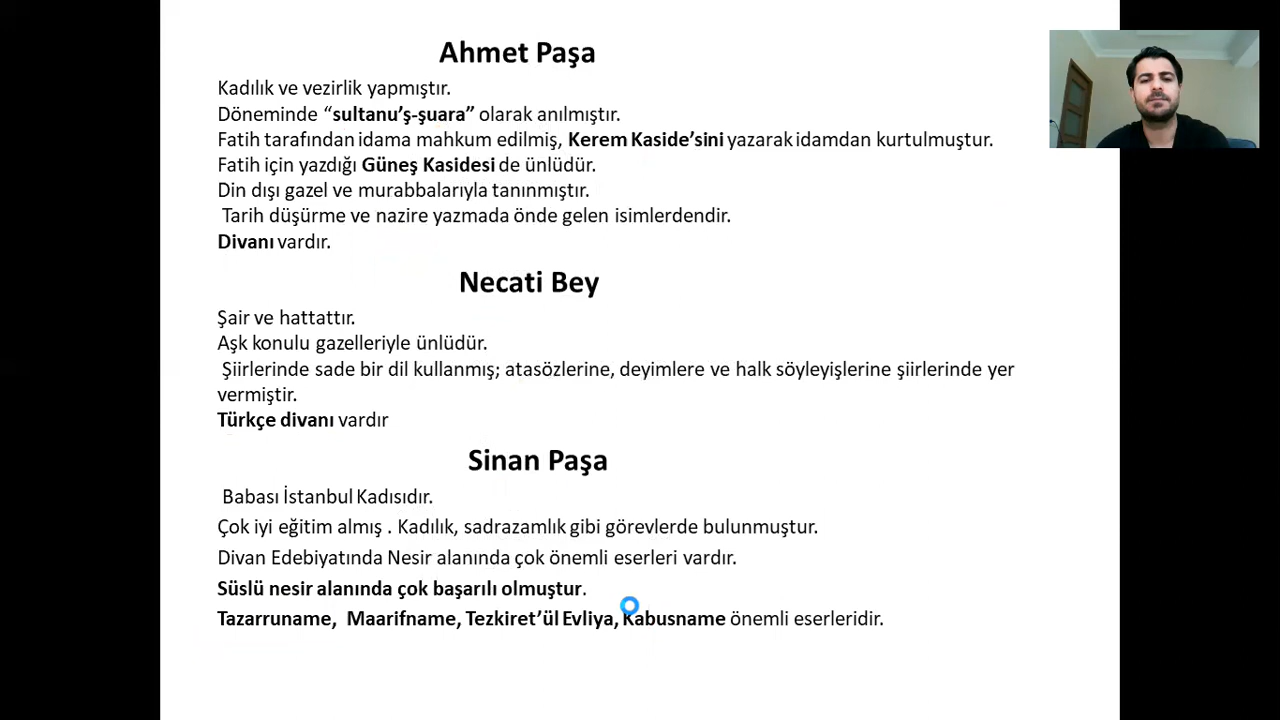 Ahmet Paşa
Kadılık ve vezirlik yapmıştır.
Döneminde “sultanu’ş-şuara” olarak anılmıştır.
Fatih tarafından idama mahkum edilmiş, Kerem Kaside’sini yazarak idamdan kurtulmuştur.
Fatih için yazdığı Güneş Kasidesi de ünlüdür.
Din dışı gazel ve murabbalarıyla tanınmıştır.
Tarih düşürme ve nazire yazmada önde gelen isimlerdendir.
Divanı vardır.
Necati Bey
Şair ve hattattır.
Aşk konulu gazelleriyle ünlüdür.
Şiirlerinde sade bir dil kullanmış; atasözlerine, deyimlere ve halk söyleyişlerine şiirlerinde yer
vermiştir.
Türkçe divanı vardır
Sinan Paşa
Babası İstanbul Kadısıdır.
Çok iyi eğitim almış . Kadılık, sadrazamlık gibi görevlerde bulunmuştur.
Divan Edebiyatında Nesir alanında çok önemli eserleri vardır.
Süslü nesir alanında çok başarılı olmuştur.
Tazarruname, Maarifname, Tezkiret’ül Evliya, Kabusname önemli eserleridir.